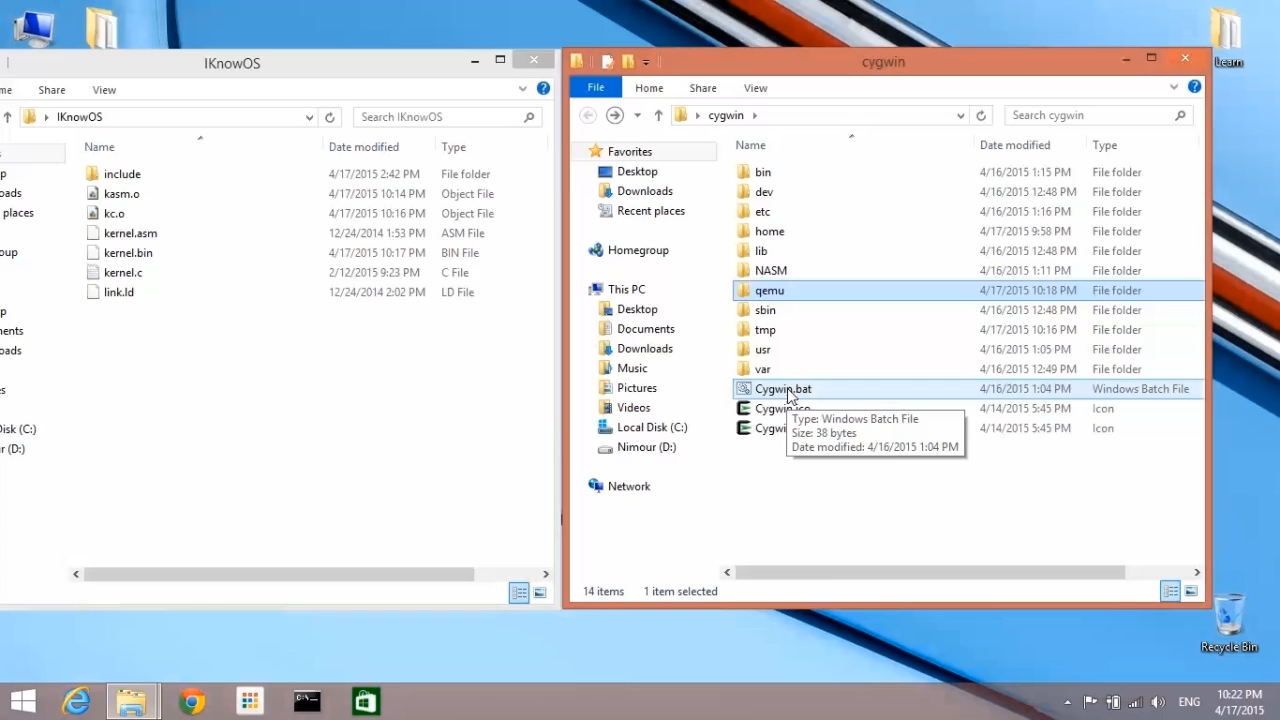 IKnowOS
me Share View
IKnowOS
Search IKnowOS
Name Date modified Type
include 4/17/2015 2:42 PM File folder
kasm.o 4/17/2015 10:14 PM Object File
kc.o 4/17/2015 10:16 PM Object File
kernel.asm 12/24/2014 1:53 PM ASM File
kernel.bin 4/17/2015 10:17 PM BIN File
kernel.c 2/12/2015 9:23 PM C File
link.ld 12/24/2014 2:02 PM LD File
s
p
oads
places
oup
p
ments
oads
s
isk (C:)
r (D:)
cygwin
File Home Share View
cygwin
Search cygwin
Name Date modified Type
Favorites
Desktop
Downloads
Recent places
Homegroup
This PC
Desktop
Documents
Downloads
Music
Pictures
Videos
Local Disk (C:)
Nimour (D:)
Network
bin 4/16/2015 1:15 PM File folder
dev 4/16/2015 12:48 PM File folder
etc 4/16/2015 1:16 PM File folder
home 4/17/2015 9:58 PM File folder
lib 4/16/2015 12:48 PM File folder
NASM 4/16/2015 1:11 PM File folder
qemu 4/17/2015 10:18 PM File folder
sbin 4/16/2015 12:48 PM File folder
tmp 4/17/2015 10:16 PM File folder
usr 4/16/2015 1:05 PM File folder
var 4/16/2015 12:49 PM File folder
Cygwin.bat 4/16/2015 1:04 PM Windows Batch File
Cygwin.ico 4/14/2015 5:45 PM Icon
Cygwi 4/14/2015 5:45 PM Icon
Type: Windows Batch File
Size: 38 bytes
Date modified: 4/16/2015 1:04 PM
14 items 1 item selected
Learn
Recycle Bin
ENG
10:22 PM
4/17/2015